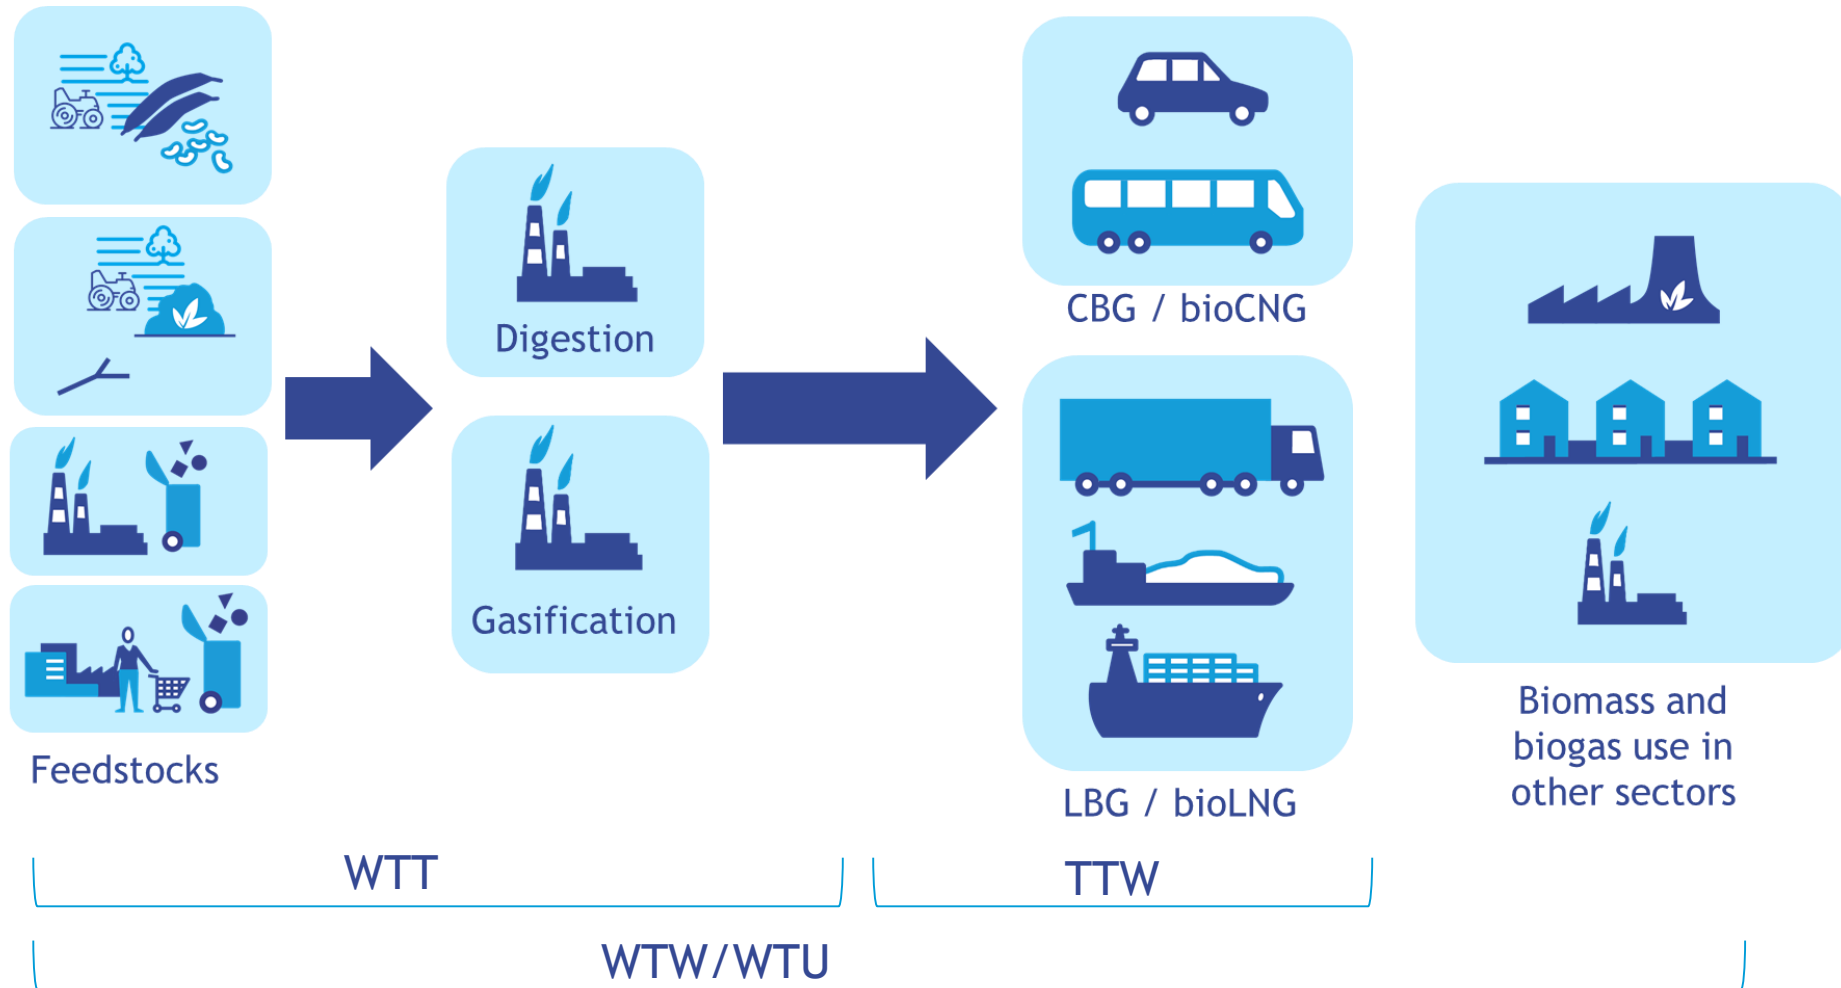 Feedstocks
Digestion
Gasification
CBG / bioCNG
LBG / bioLNG
Biomass and
biogas use in
other sectors
WTT
TTW
WTW/WTU